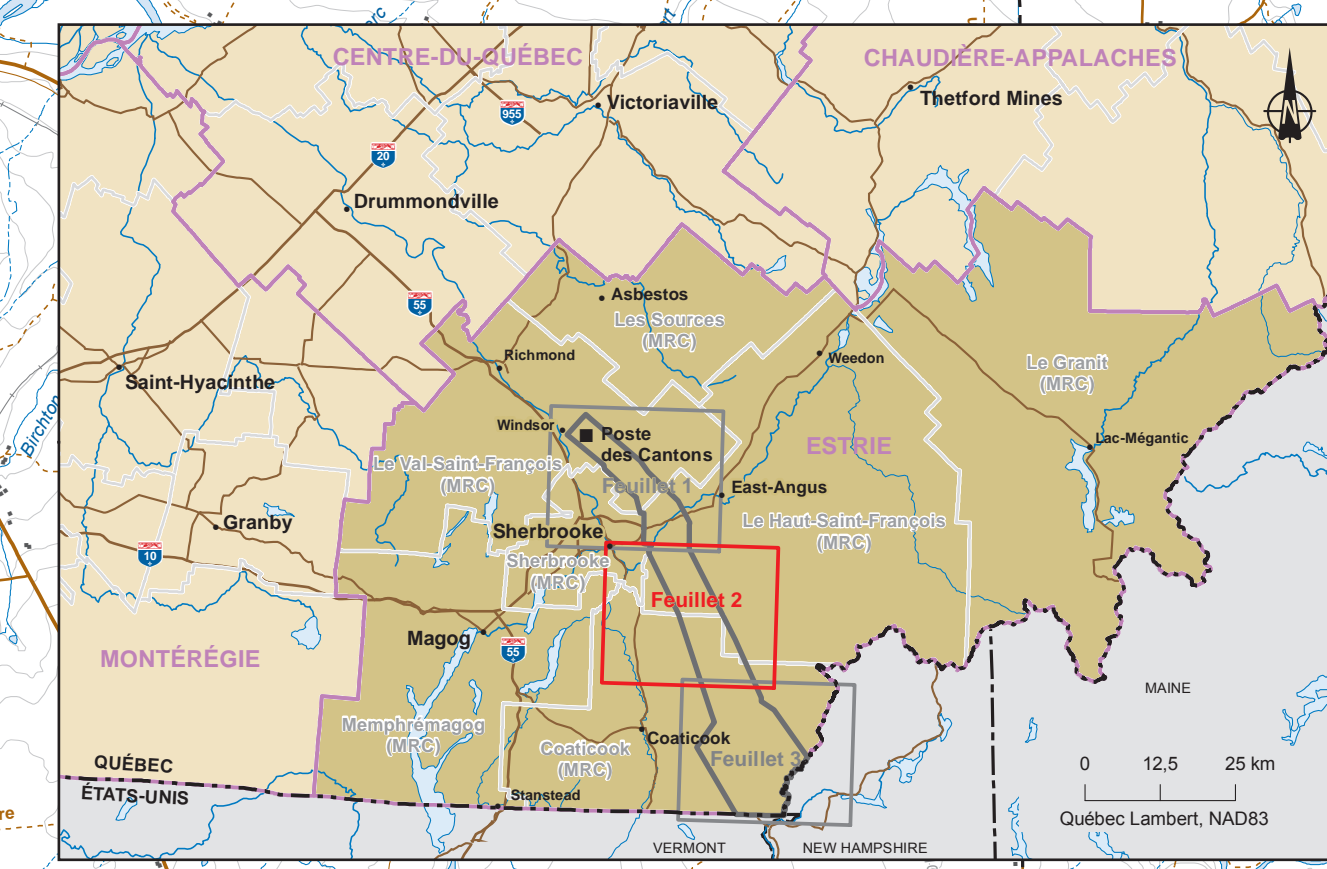 CENTRE-DU-QUÉBEC
CHAUDIÈRE-APPALACHES
955
Victoriaville
Thetford Mines
20
Drummondville
55
Asbestos
Les Sources
(MRC)
Richmond
Weedon
Le Granit
(MRC)
Saint-Hyacinthe
Birchton
Windsor
Poste
des Cantons
ESTRIE
Lac-Mégantic
Le Val-Saint-François
(MRC)
Feuillet 1
East-Angus
Granby
Le Haut-Saint-François
(MRC)
Sherbrooke
10
Sherbrooke
(MRC)
Feuillet 2
Magog
55
MONTÉRÉGIE
MAINE
Memphrémagog
(MRC)
Coaticook
Coaticook
(MRC)
Feuillet 3
QUÉBEC
ÉTATS-UNIS
Stanstead
0 12,5 25 km
Québec Lambert, NAD83
VERMONT
NEW HAMPSHIRE
re